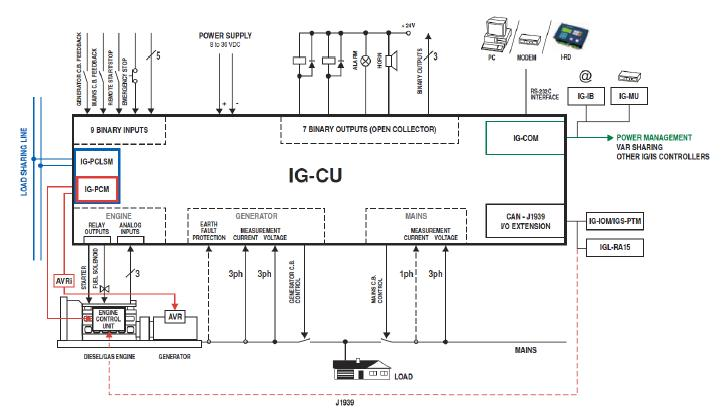 POWER SUPPLY
8 to 36 VDC
+ 24V
GENERATOR C.B. FEEDBACK
MAINS C.B. FEEDBACK
REMOTE START/STOP
EMERGENCY STOP
5
+
-
ALARM
HORN
BINARY OUTPUTS
3
PC
MODEM
I-RD
RS-232C
INTERFACE
@
IG-IB
IG-MU
9 BINARY INPUTS
7 BINARY OUTPUTS (OPEN COLLECTOR)
IG-COM
POWER MANAGEMENT
VAR SHARING
OTHER IG/IS CONTROLLERS
LOAD SHARING LINE
IG-PCLSM
IG-PCM
IG-CU
ENGINE
RELAY
OUTPUTS
ANALOG
INPUTS
GENERATOR
EARTH
FAULT
PROTECTION
MEASUREMENT
CURRENT VOLTAGE
MAINS
MEASUREMENT
CURRENT VOLTAGE
CAN - J1939
I/O EXTENSION
IG-IOM/IGS-PTM
IGL-RA15
AVRi
STARTER
FUEL SOLENOID
3
3ph
3ph
GENERATOR C.B.
CONTROL
MAINS C.B.
CONTROL
1ph
3ph
ENGINE
CONTROL
UNIT
AVR
DIESEL/GAS ENGINE
GENERATOR
MAINS
LOAD
J1939